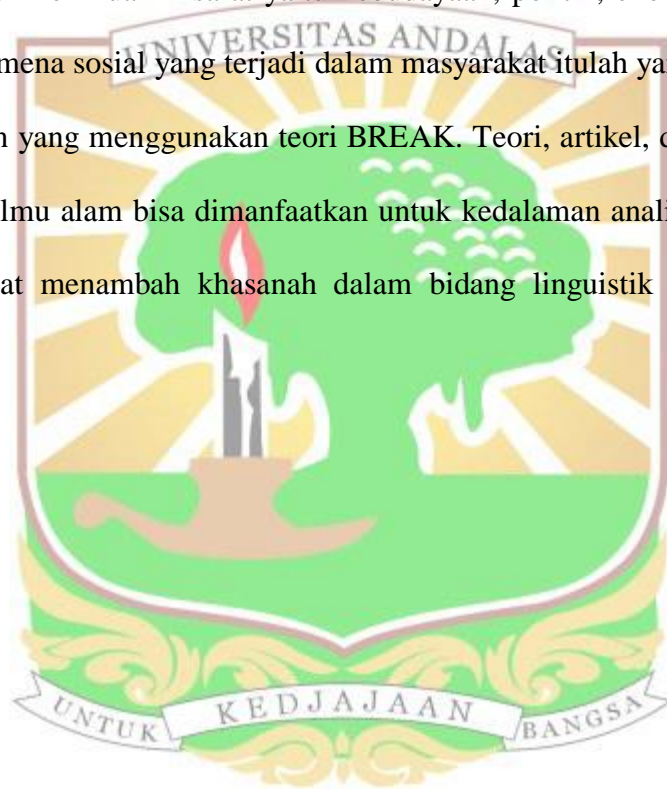 UNIVERSITAS ANDALAS
mena sosial yang terjadi dalam masyarakat itulah ya
yang menggunakan teori BREAK. Teori, artikel,
lmu alam bisa dimanfaatkan untuk kedalaman anali
at menambah khasanah dalam bidang linguistik
UNTUK KEDJAJAAN BANGSA